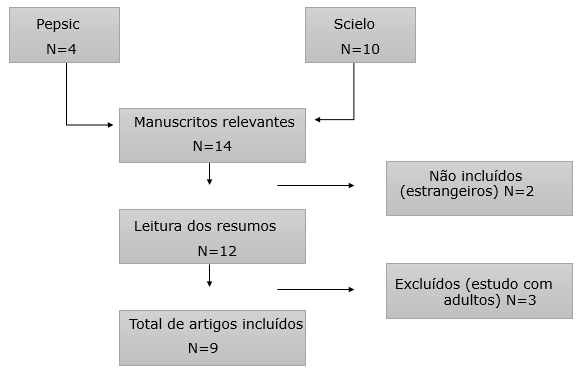 Pepsic
N=4
Scielo
N=10
Manuscritos relevantes
N=14
Não incluídos
(estrangeiros) N=2
Leitura dos resumos
N=12
Excluídos (estudo com
adultos) N=3
Total de artigos incluídos
N=9